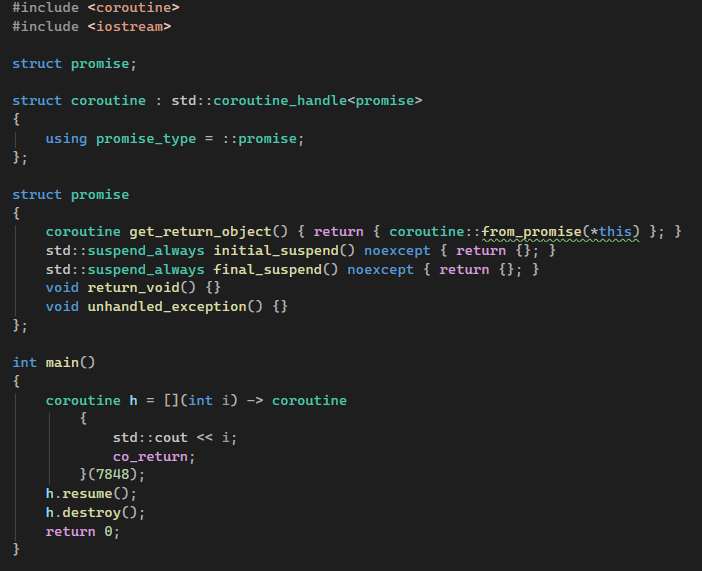 #include <coroutine>
#include <iostream>

struct promise;

struct coroutine : std::coroutine_handle<promise>
{
    using promise_type = ::promise;
};

struct promise
{
    coroutine get_return_object() { return { coroutine::from_promise(*this) }; }
    std::suspend_always initial_suspend() noexcept { return {}; }
    std::suspend_always final_suspend() noexcept { return {}; }
    void return_void() {}
    void unhandled_exception() {}
};

int main()
{
    coroutine h = [](int i) -> coroutine
        {
            std::cout << i;
            co_return;
        }(7848);
    h.resume();
    h.destroy();
    return 0;
}